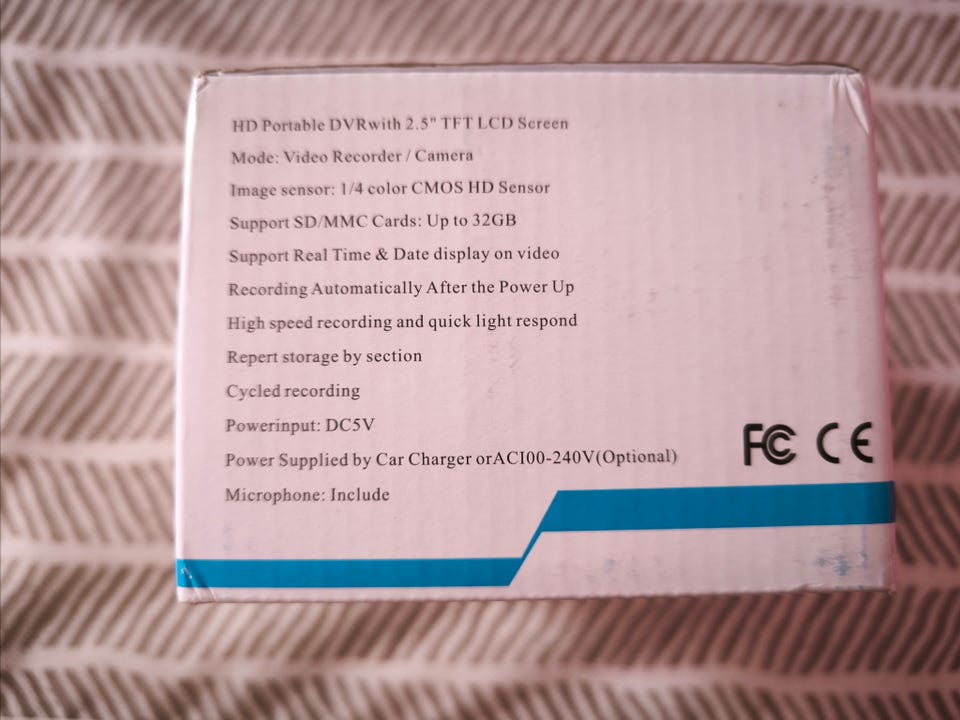 HD Portable DVRwith 2.5" TFT LCD Screen
Mode: Video Recorder / Camera
Image sensor: 1/4 color CMOS HD Sensor
Support SD/MMC Cards: Up to 32GB
Support Real Time & Date display on video
Recording Automatically After the Power Up
High speed recording and quick light respond
Repert storage by section
Cycled recording
Powerinput: DC5V
Power Supplied by Car Charger orAC100-240V(Optional)
Microphone: Include
FC CE